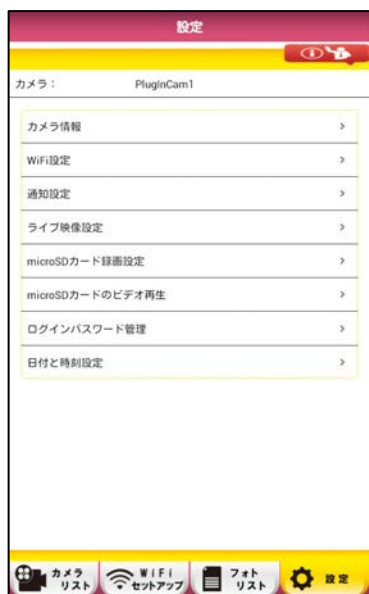 設定
カメラ： PlugInCam1
カメラ情報
WiFi設定
通知設定
ライブ映像設定
microSDカード録画設定
microSDカードのビデオ再生
ログインパスワード管理
日付と時刻設定
カメラ
リスト
WiFi
セットアップ
フォト
リスト
設定